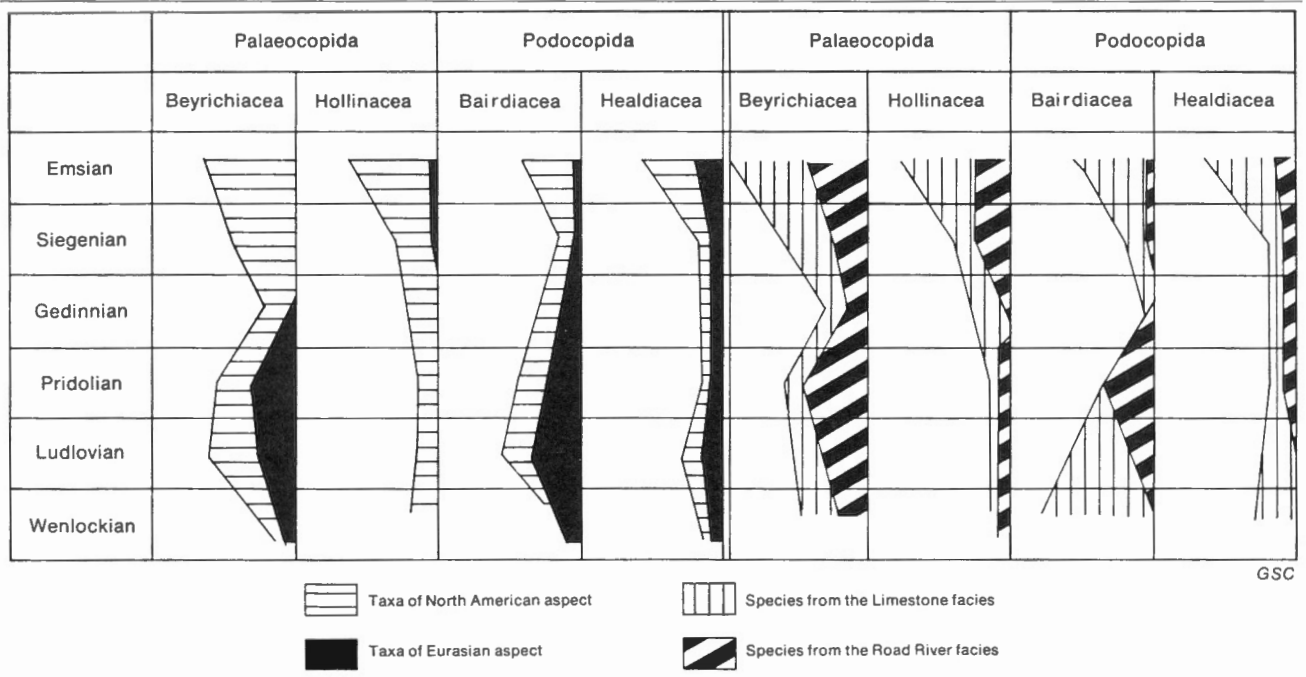 Palaeocopida Podocopida Palaeocopida Podocopida
Beyrichiacea Hollinacea Bairdiacea Healdiacea Beyrichiacea Hollinacea Bairdiacea Healdiacea
Emsian
Siegenian
Gedinnian
Pridolian
Ludlovian
Wenlockian
GSC
Taxa of North American aspect Species from the Limestone facies
Taxa of Eurasian aspect Species from the Road River facies